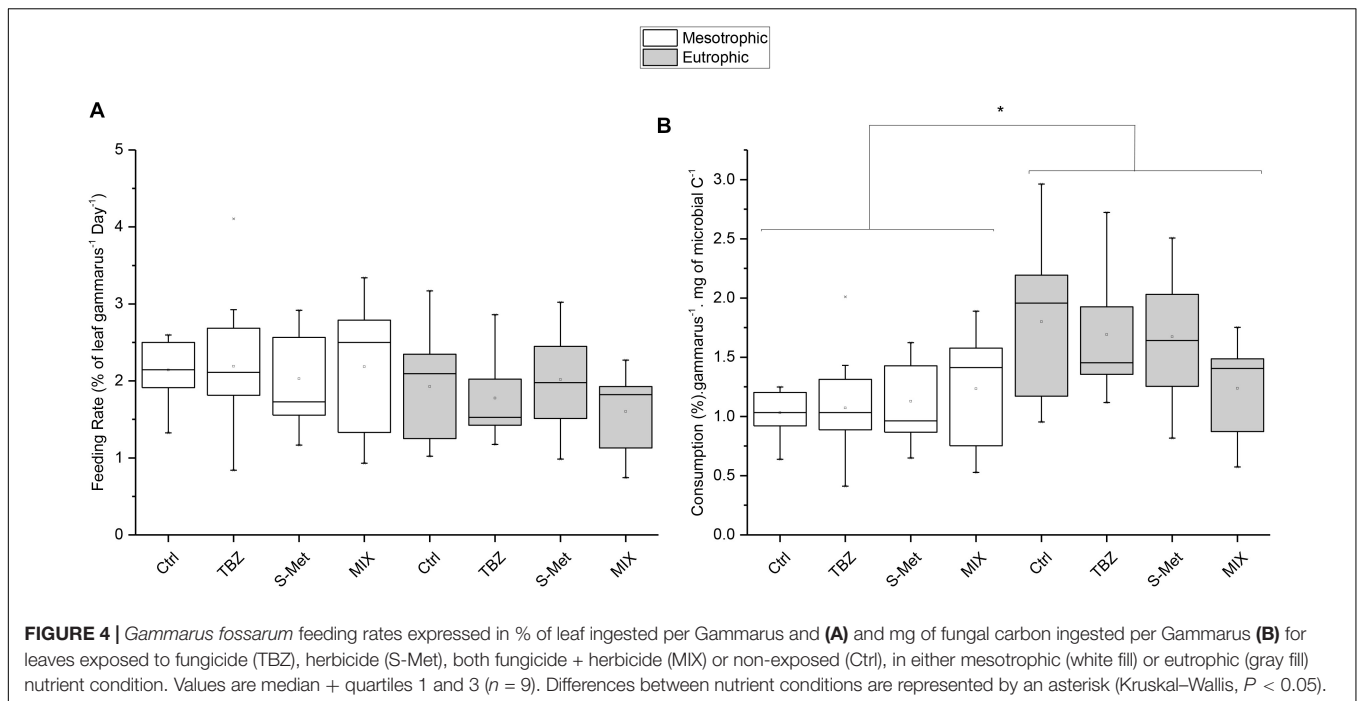 Mesotrophic
Eutrophic
A
Feeding Rate (% of leaf gammarus⁻¹ Day⁻¹)
5
4
3
2
1
0
Ctrl
TBZ
S-Met
MIX
Ctrl
TBZ
S-Met
MIX
B
*
Consumption (%).gammarus⁻¹. mg of microbial C⁻¹
3.0
2.5
2.0
1.5
1.0
0.5
0.0
Ctrl
TBZ
S-Met
MIX
Ctrl
TBZ
S-Met
MIX
FIGURE 4 | Gammarus fossarum feeding rates expressed in % of leaf ingested per Gammarus and (A) and mg of fungal carbon ingested per Gammarus (B) for
leaves exposed to fungicide (TBZ), herbicide (S-Met), both fungicide + herbicide (MIX) or non-exposed (Ctrl), in either mesotrophic (white fill) or eutrophic (gray fill)
nutrient condition. Values are median + quartiles 1 and 3 (n = 9). Differences between nutrient conditions are represented by an asterisk (Kruskal–Wallis, P < 0.05).